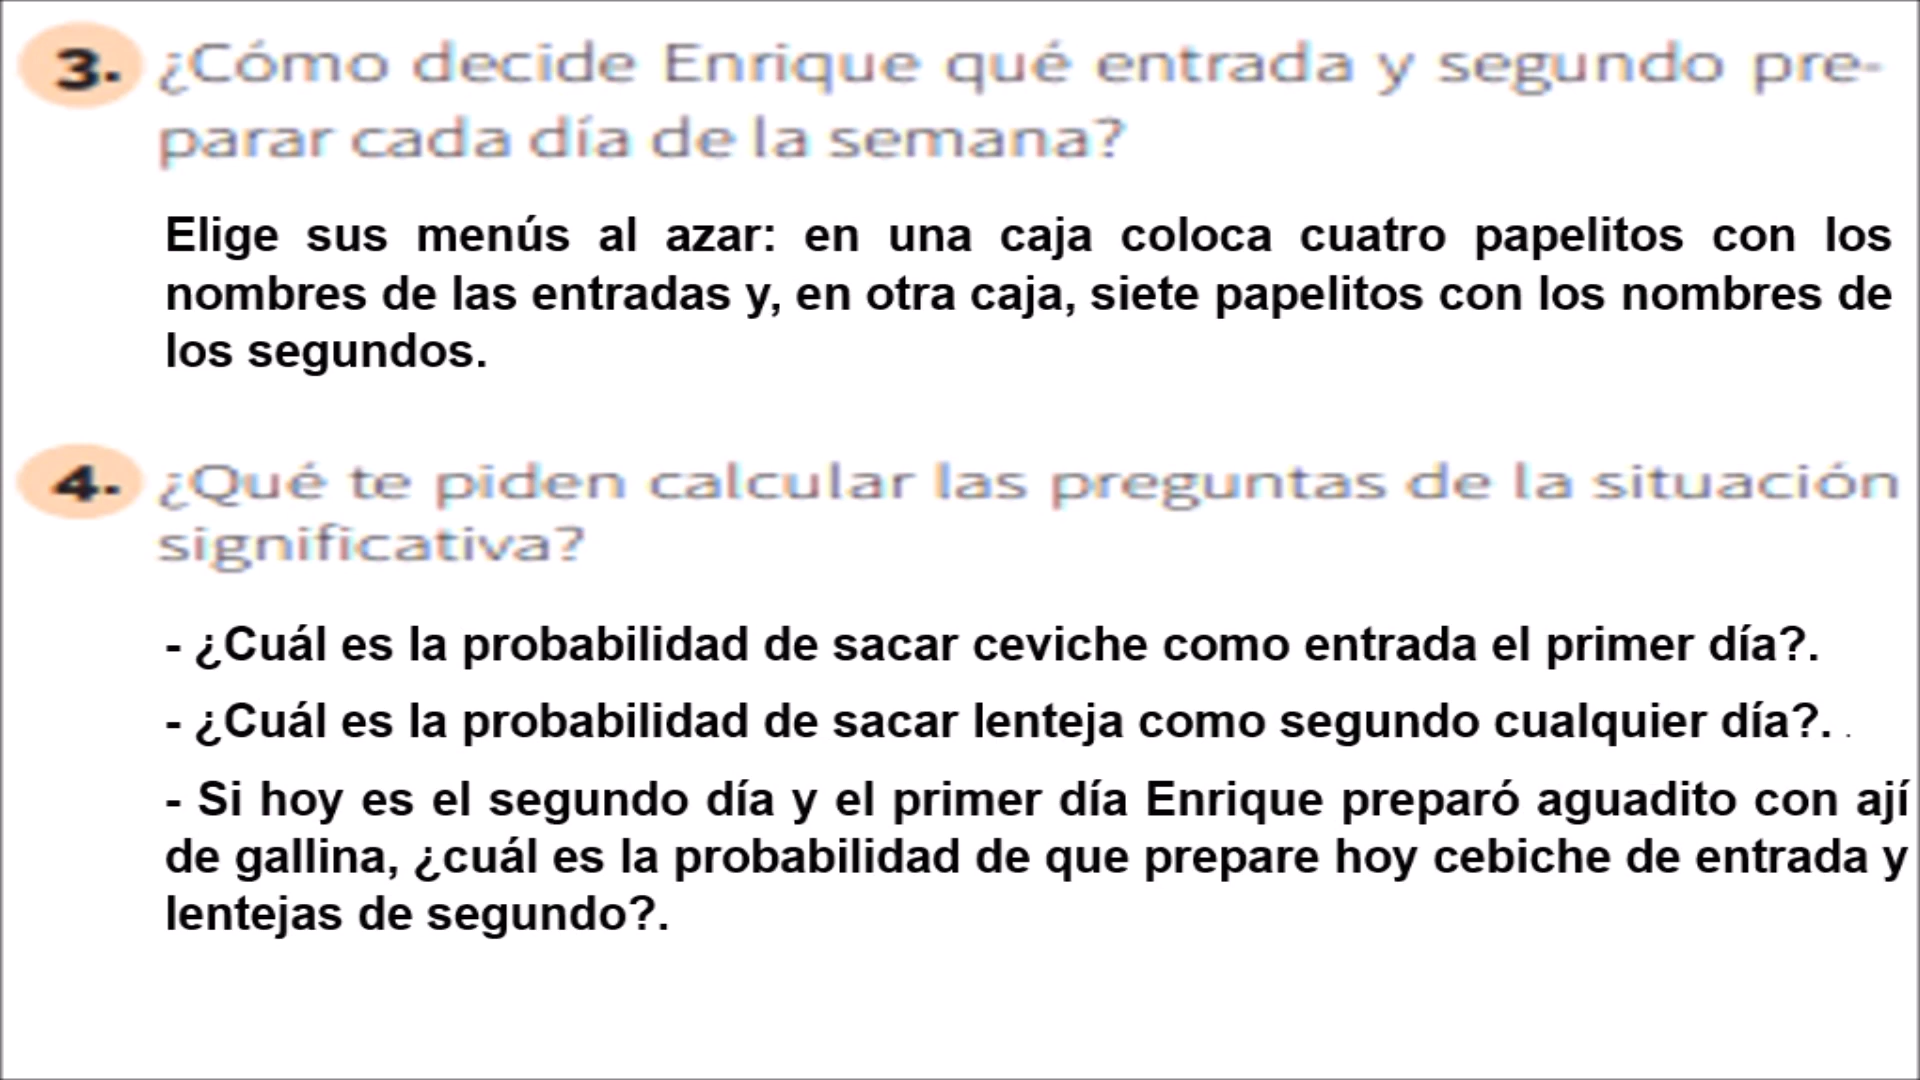 3. ¿Cómo decide Enrique qué entrada y segundo pre-
parar cada día de la semana?
Elige sus menús al azar: en una caja coloca cuatro papelitos con los
nombres de las entradas y, en otra caja, siete papelitos con los nombres de
los segundos.
4. ¿Qué te piden calcular las preguntas de la situación
significativa?
- ¿Cuál es la probabilidad de sacar ceviche como entrada el primer día?.
- ¿Cuál es la probabilidad de sacar lenteja como segundo cualquier día?. .
- Si hoy es el segundo día y el primer día Enrique preparó aguadito con ají
de gallina, ¿cuál es la probabilidad de que prepare hoy cebiche de entrada y
lentejas de segundo?.